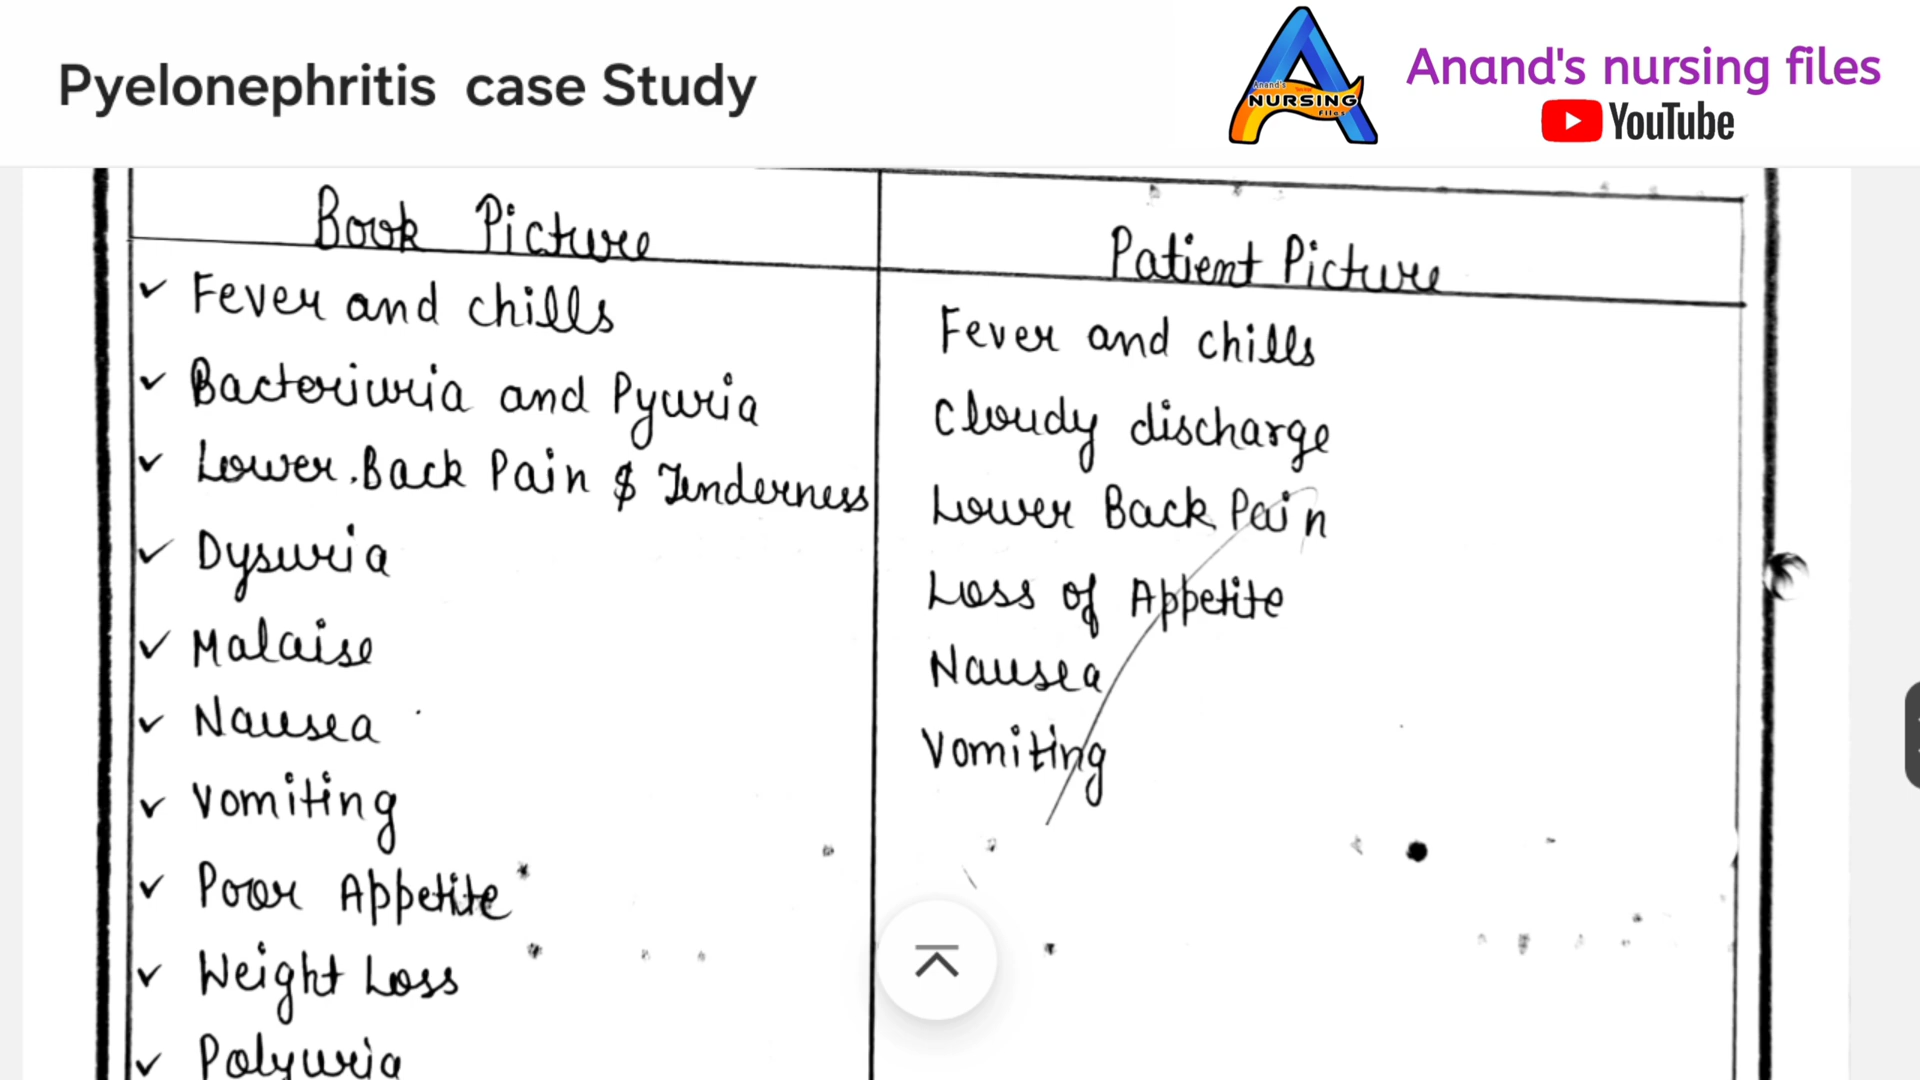 Pyelonephritis case Study
Anand's
NURSING
Files
Anand's nursing files
YouTube
Book Picture
Patient Picture
Fever and chills
Bacteriuria and Pyuria
Lower Back Pain & Tenderness
Dysuria
Malaise
Nausea
Vomiting
Poor Appetite
Weight Loss
Polyuria
Fever and chills
Cloudy discharge
Lower Back Pain
Loss of Appetite
Nausea
Vomiting